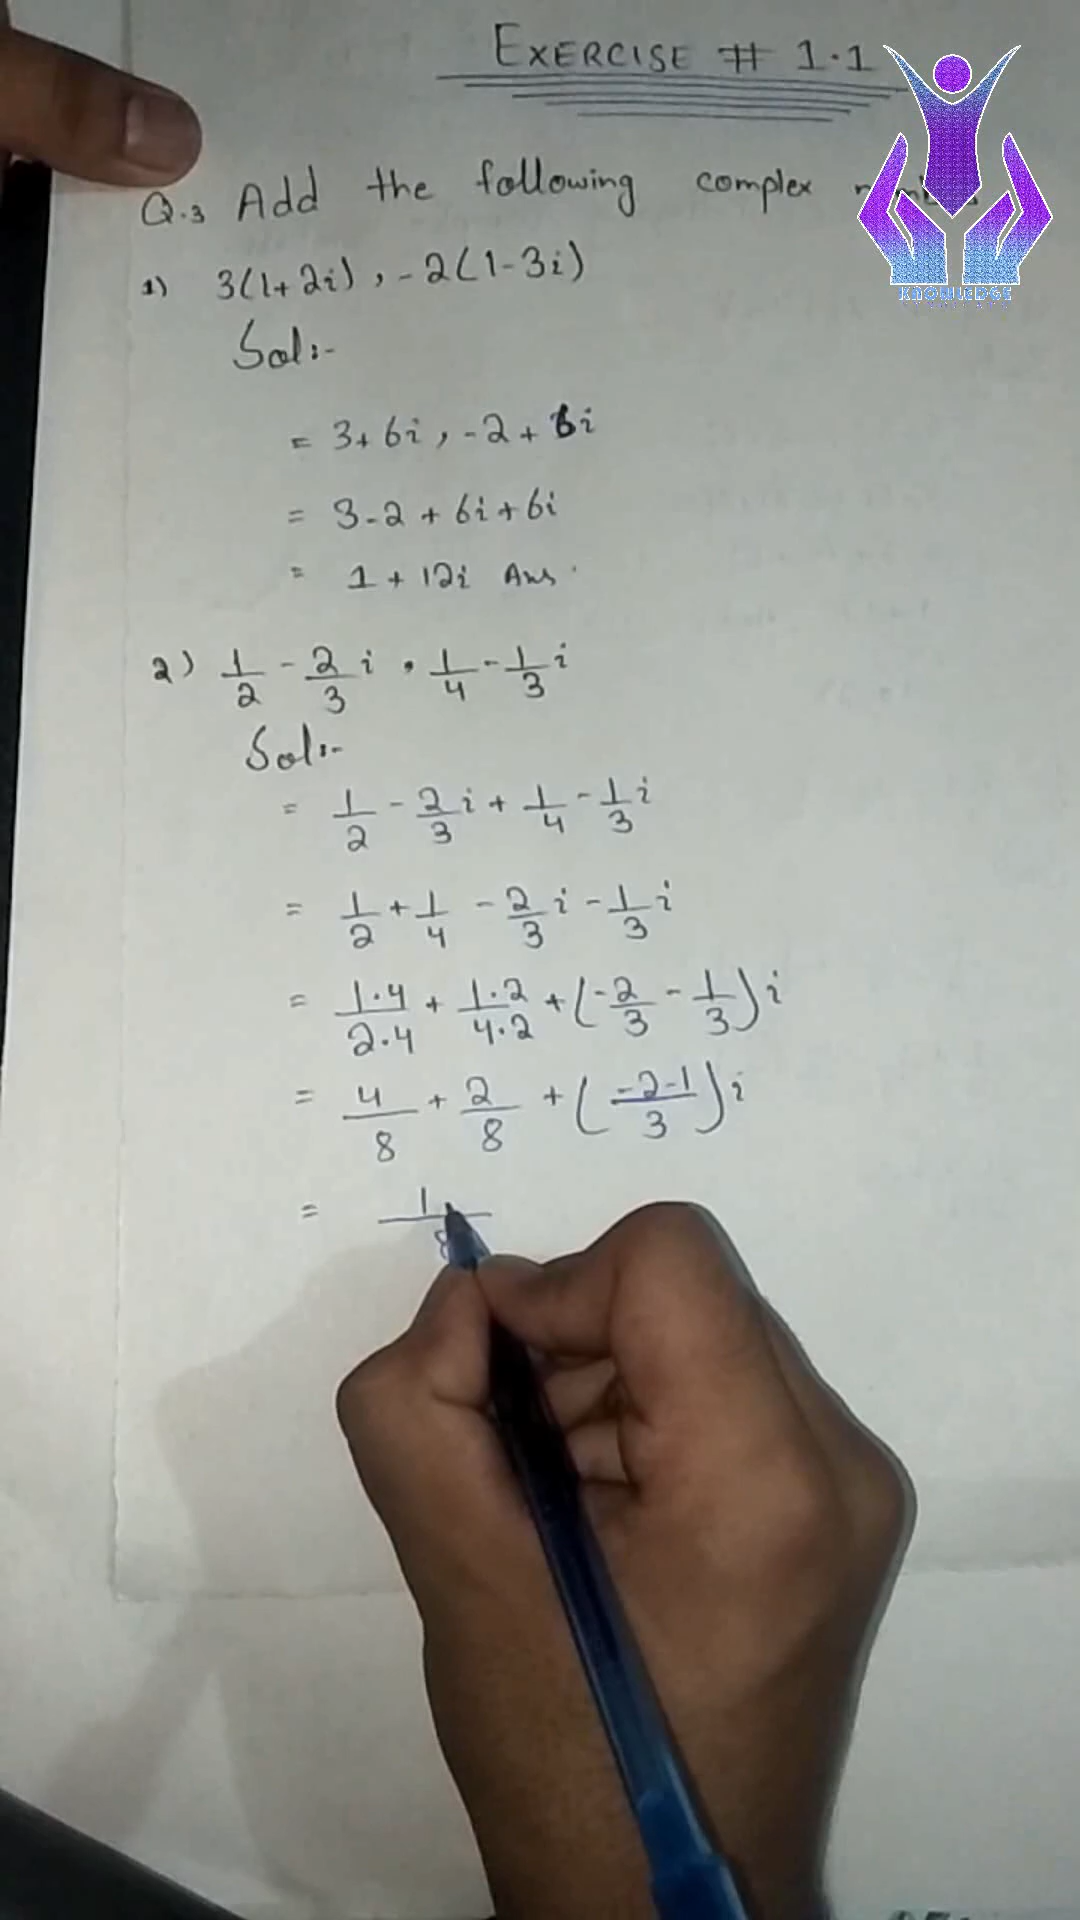 EXERCISE # 1.1
Q.3 Add the following complex
1) 3(1+2i), -2(1-3i)
Sol:-
= 3+6i, -2+6i
= 3-2+6i+6i
= 1+12i Ans.
2) 1/2 - 2/3 i , 1/4 - 1/3 i
Sol:-
= 1/2 - 2/3 i + 1/4 - 1/3 i
= 1/2 + 1/4 - 2/3 i - 1/3 i
= 1·4/2·4 + 1·2/4·2 + (-2/3 - 1/3) i
= 4/8 + 2/8 + (-2-1/3) i
= 1/8
KNOWLEDGE